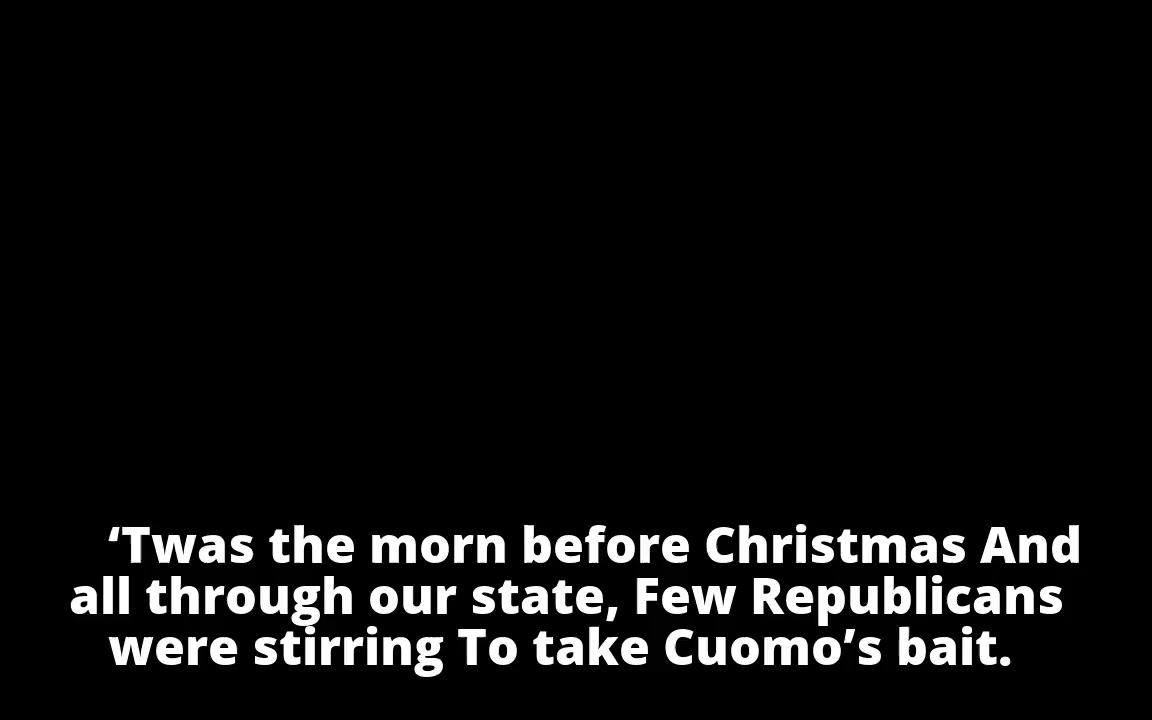 ‘Twas the morn before Christmas And
all through our state, Few Republicans
were stirring To take Cuomo’s bait.